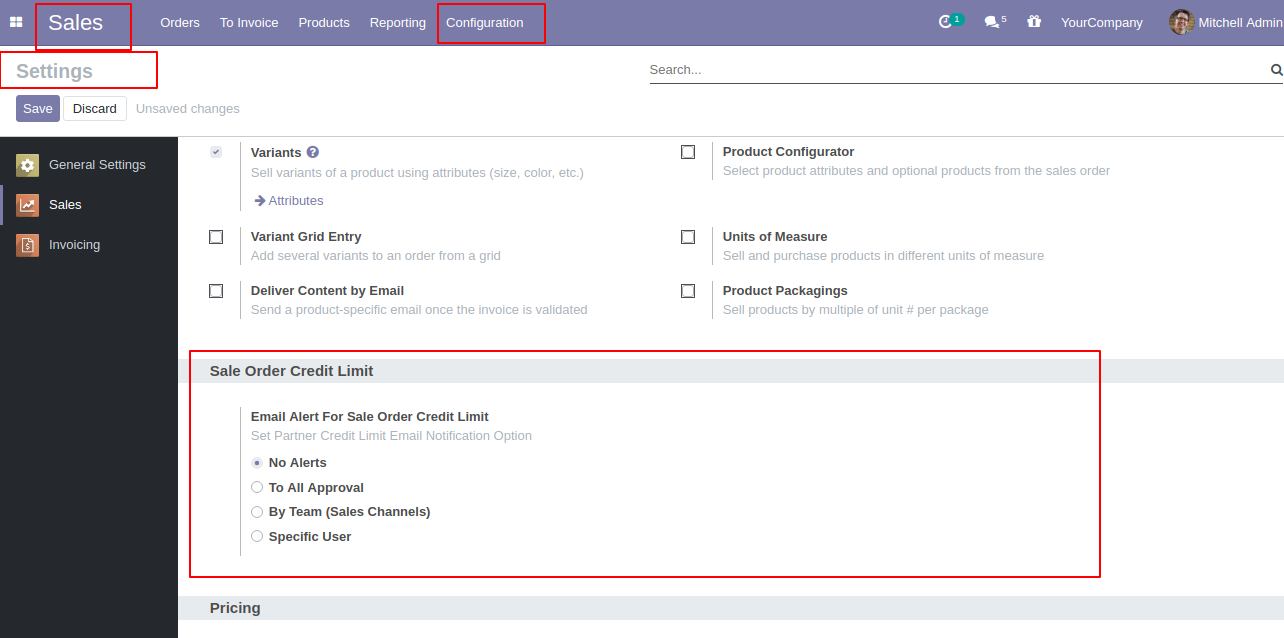 Sales Orders To Invoice Products Reporting Configuration 1 5 YourCompany Mitchell Admin
Settings Search...
Save Discard Unsaved changes
General Settings
Sales
Invoicing
Variants ?
Sell variants of a product using attributes (size, color, etc.)
Attributes
Product Configurator
Select product attributes and optional products from the sales order
Variant Grid Entry
Add several variants to an order from a grid
Units of Measure
Sell and purchase products in different units of measure
Deliver Content by Email
Send a product-specific email once the invoice is validated
Product Packagings
Sell products by multiple of unit # per package
Sale Order Credit Limit
Email Alert For Sale Order Credit Limit
Set Partner Credit Limit Email Notification Option
No Alerts
To All Approval
By Team (Sales Channels)
Specific User
Pricing